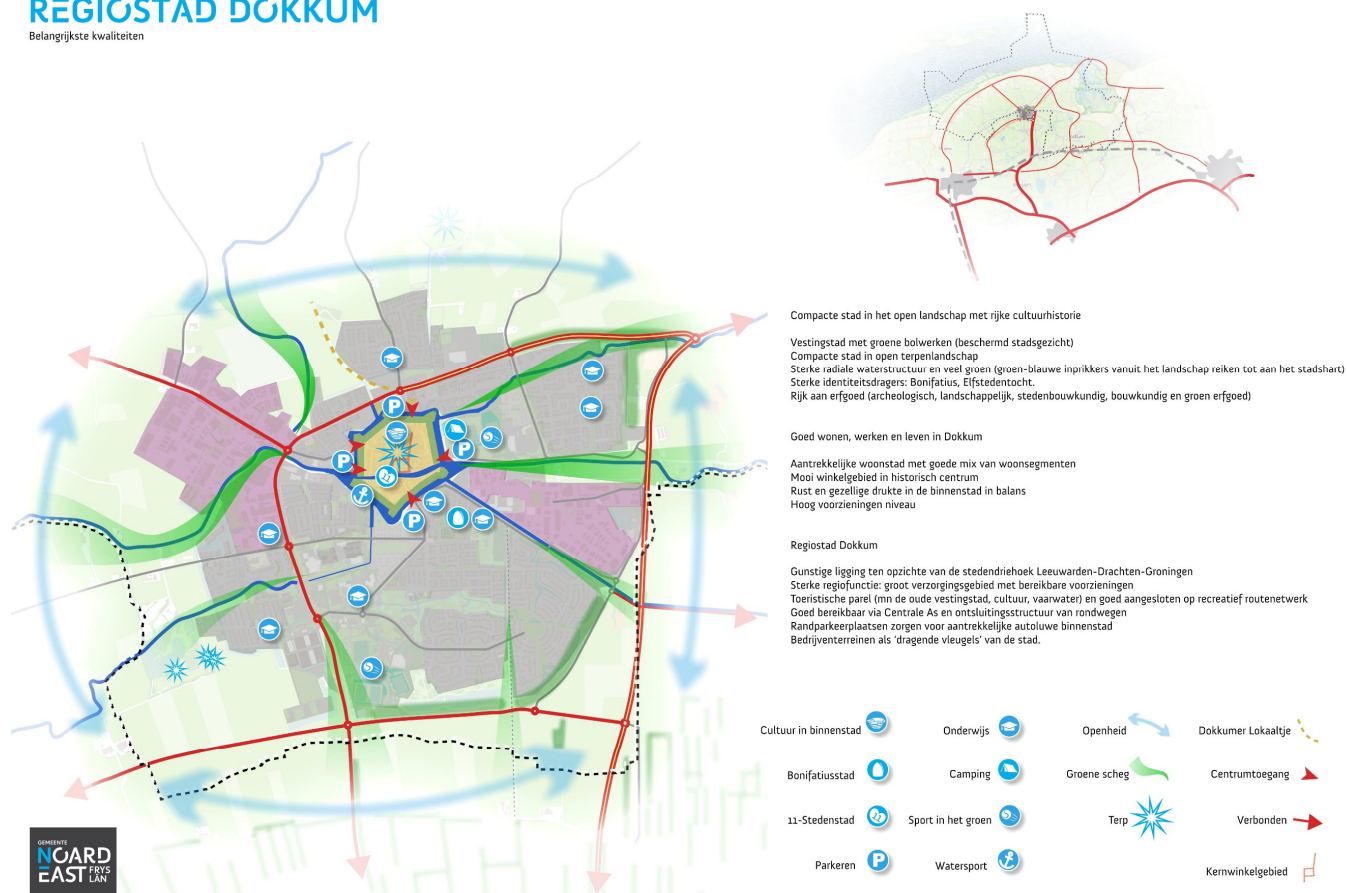 REGIOSTAD DOKKUM
Belangrijkste kwaliteiten
Compacte stad in het open landschap met rijke cultuurhistorie
Vestingstad met groene bolwerken (beschermd stadsgezicht)
Compacte stad in open terpenlandschap
Sterke radiale waterstructuur en veel groen (groen-blauwe inprikkers vanuit het landschap reiken tot aan het stadshart)
Sterke identiteitsdragers: Bonifatius, Elfstedentocht.
Rijk aan erfgoed (archeologisch, landschappelijk, stedenbouwkundig, bouwkundig en groen erfgoed)
Goed wonen, werken en leven in Dokkum
Aantrekkelijke woonstad met goede mix van woonsegmenten
Mooi winkelgebied in historisch centrum
Rust en gezellige drukte in de binnenstad in balans
Hoog voorzieningen niveau
Regiostad Dokkum
Gunstige ligging ten opzichte van de stedendriehoek Leeuwarden-Drachten-Groningen
Sterke regiofunctie: groot verzorgingsgebied met bereikbare voorzieningen
Toeristische parel (mn de oude vestingstad, cultuur, vaarwater) en goed aangesloten op recreatief routenetwerk
Goed bereikbaar via Centrale As en ontsluitingsstructuur van rondwegen
Randparkeerplaatsen zorgen voor aantrekkelijke autoluwe binnenstad
Bedrijventerreinen als ‘dragende vleugels’ van de stad.
P
P
P
11
P
Cultuur in binnenstad
Onderwijs
Openheid
Dokkumer Lokaaltje
Bonifatiusstad
Camping
Groene scheg
Centrumtoegang
11-Stedenstad
11
Sport in het groen
Terp
Verbonden
Parkeren
P
Watersport
Kernwinkelgebied
GEMEENTE
NOARD
EAST FRYS
LÂN